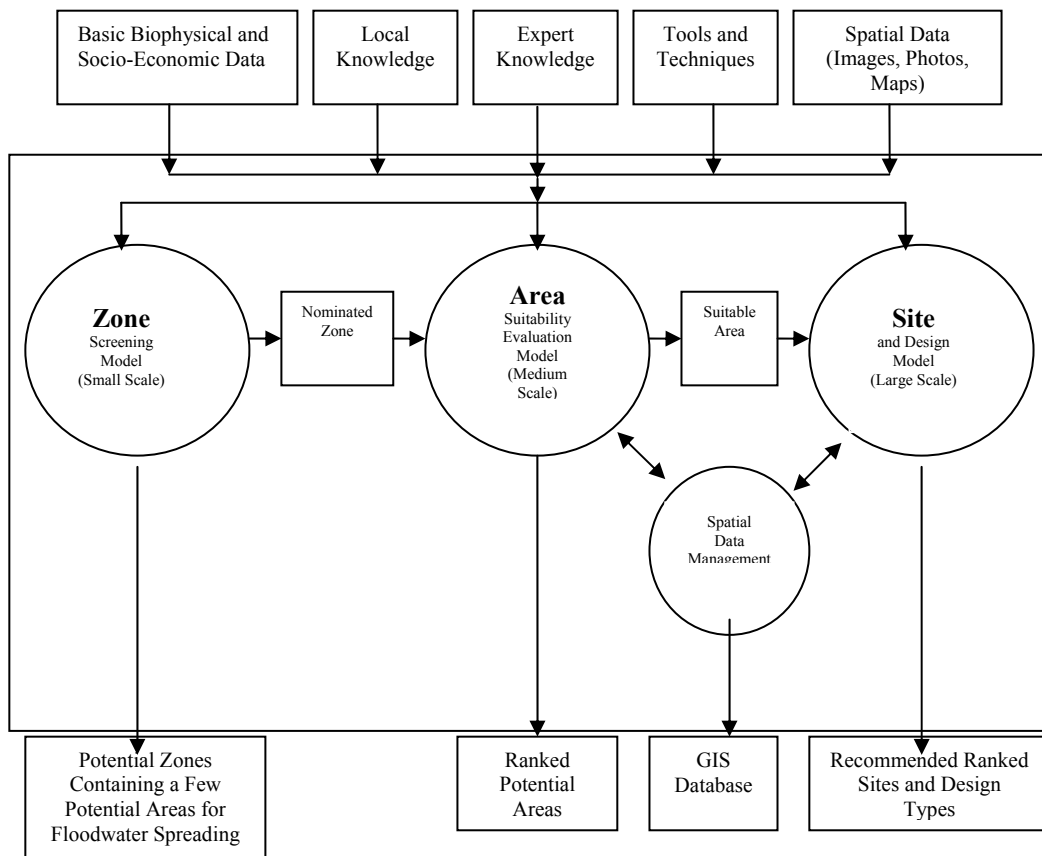 Basic Biophysical and
Socio-Economic Data
Local
Knowledge
Expert
Knowledge
Tools and
Techniques
Spatial Data
(Images, Photos,
Maps)
Zone
Screening
Model
(Small Scale)
Nominated
Zone
Area
Suitability
Evaluation
Model
(Medium
Scale)
Suitable
Area
Site
and Design
Model
(Large Scale)
Spatial
Data
Management
Potential Zones
Containing a Few
Potential Areas for
Floodwater Spreading
Ranked
Potential
Areas
GIS
Database
Recommended Ranked
Sites and Design
Types